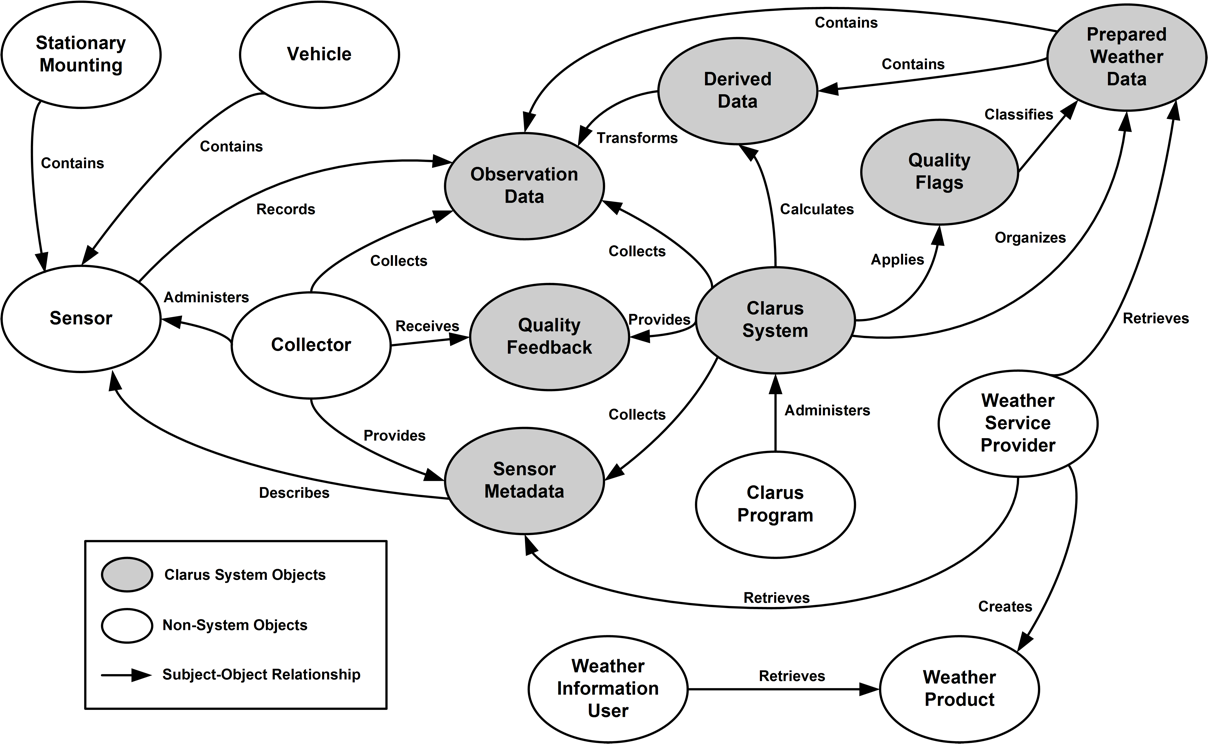 Stationary
Mounting
Vehicle
Contains
Prepared
Weather
Data
Derived
Data
Contains
Classifies
Transforms
Contains
Contains
Observation
Data
Quality
Flags
Records
Calculates
Collects
Collects
Applies
Organizes
Administers
Sensor
Collector
Receives
Quality
Feedback
Provides
Clarus
System
Retrieves
Provides
Collects
Administers
Weather
Service
Provider
Describes
Sensor
Metadata
Clarus
Program
Clarus System Objects
Non-System Objects
Subject-Object Relationship
Retrieves
Creates
Weather
Information
User
Retrieves
Weather
Product